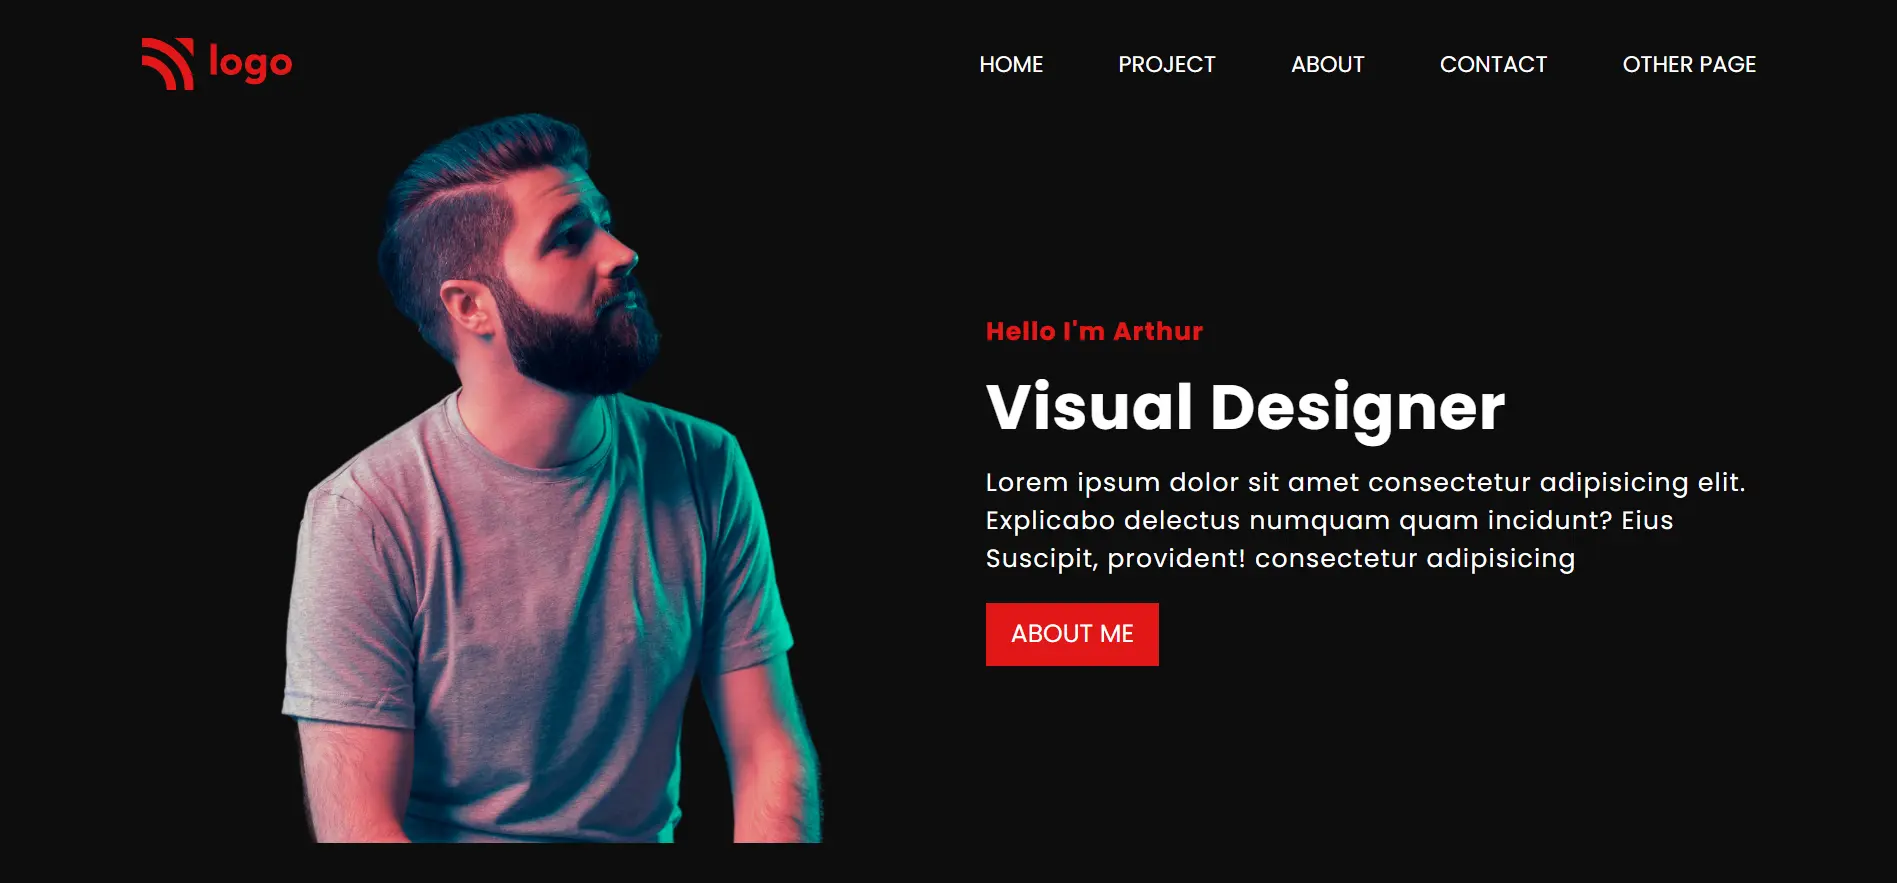 logo
HOME PROJECT ABOUT CONTACT OTHER PAGE
Hello I'm Arthur
Visual Designer
Lorem ipsum dolor sit amet consectetur adipisicing elit.
Explicabo delectus numquam quam incidunt? Eius
Suscipit, provident! consectetur adipisicing
ABOUT ME